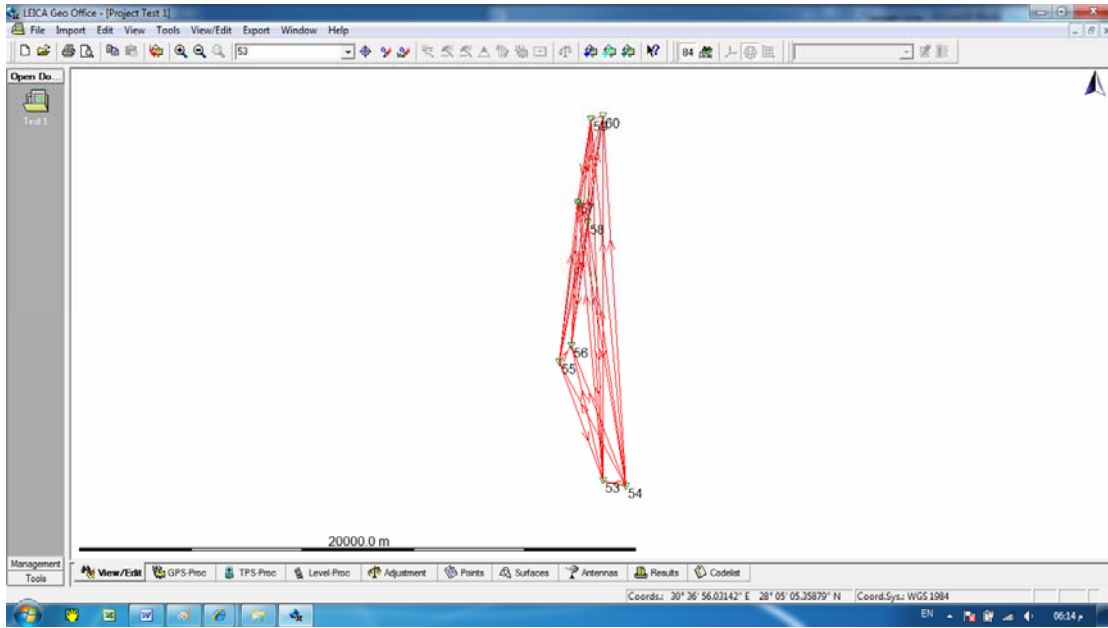 LEICA Geo Office - [Project Test 1]
File Import Edit View Tools View/Edit Export Window Help
53
84
Open Do...
Test 1
60
57
58
56
55
53
54
20000.0 m
Management
Tools
View/Edit GPS-Proc TPS-Proc Level-Proc Adjustment Points Surfaces Antennas Results Codelist
Coords.: 30° 36' 56.03142" E 28° 05' 05.35879" N Coord.Sys.: WGS 1984
EN 06:14 م